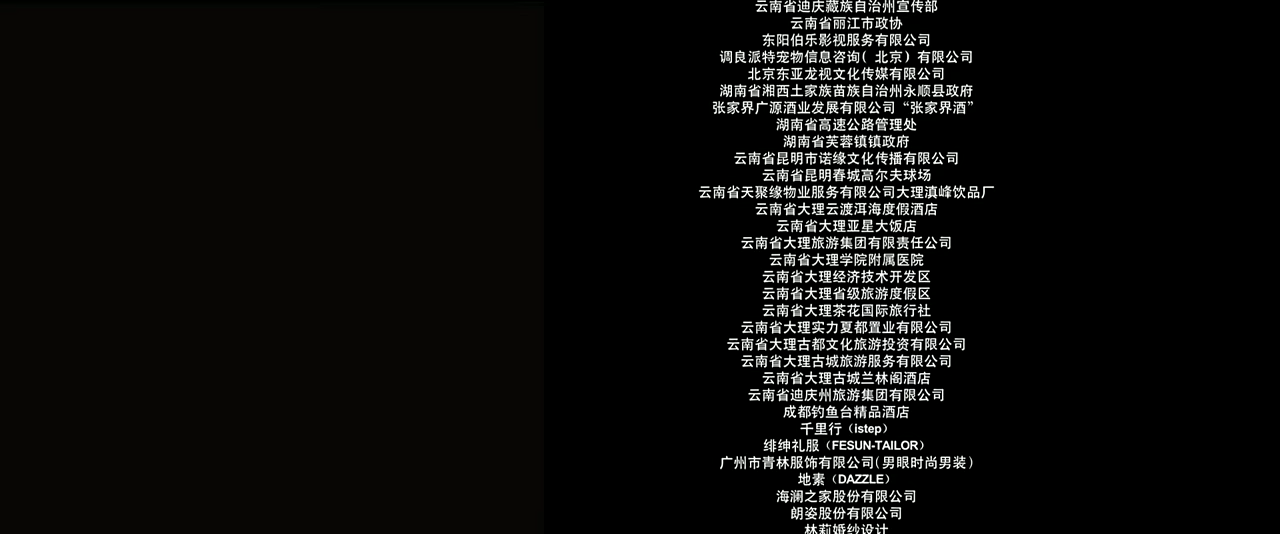 云南省迪庆藏族自治州宣传部
云南省丽江市政协
东阳伯乐影视服务有限公司
调良派特宠物信息咨询(北京)有限公司
北京东亚龙视文化传媒有限公司
湖南省湘西土家族苗族自治州永顺县政府
张家界广源酒业发展有限公司“张家界酒”
湖南省高速公路管理处
湖南省芙蓉镇镇政府
云南省昆明市诺缘文化传播有限公司
云南省昆明春城高尔夫球场
云南省天聚缘物业服务有限公司大理滇峰饮品厂
云南省大理云渡洱海度假酒店
云南省大理亚星大饭店
云南省大理旅游集团有限责任公司
云南省大理学院附属医院
云南省大理经济技术开发区
云南省大理省级旅游度假区
云南省大理茶花国际旅行社
云南省大理实力夏都置业有限公司
云南省大理古都文化旅游投资有限公司
云南省大理古城旅游服务有限公司
云南省大理古城兰林阁酒店
云南省迪庆州旅游集团有限公司
成都钓鱼台精品酒店
千里行（istep）
绯绅礼服（FESUN-TAILOR）
广州市青林服饰有限公司(男眼时尚男装)
地素（DAZZLE）
海澜之家股份有限公司
朗姿股份有限公司
林莉婚纱设计